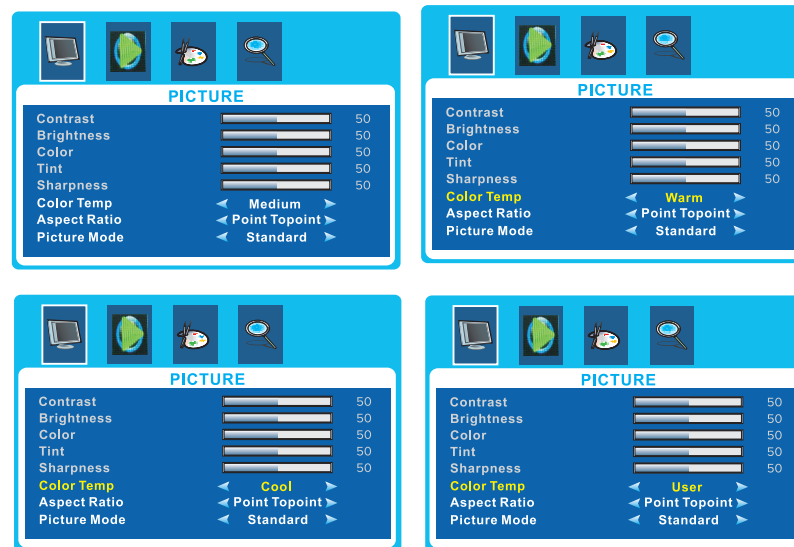 PICTURE
Contrast 50
Brightness 50
Color 50
Tint 50
Sharpness 50
Color Temp Medium
Aspect Ratio Point Topoint
Picture Mode Standard
PICTURE
Contrast 50
Brightness 50
Color 50
Tint 50
Sharpness 50
Color Temp Warm
Aspect Ratio Point Topoint
Picture Mode Standard
PICTURE
Contrast 50
Brightness 50
Color 50
Tint 50
Sharpness 50
Color Temp Cool
Aspect Ratio Point Topoint
Picture Mode Standard
PICTURE
Contrast 50
Brightness 50
Color 50
Tint 50
Sharpness 50
Color Temp User
Aspect Ratio Point Topoint
Picture Mode Standard